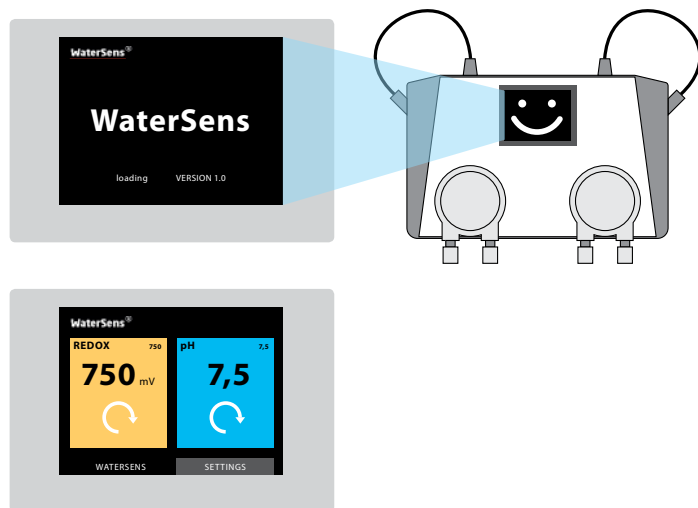 WaterSens®
WaterSens
loading VERSION 1.0
WaterSens®
REDOX 750 pH 7,5
750 mV 7,5
WATERSENS SETTINGS